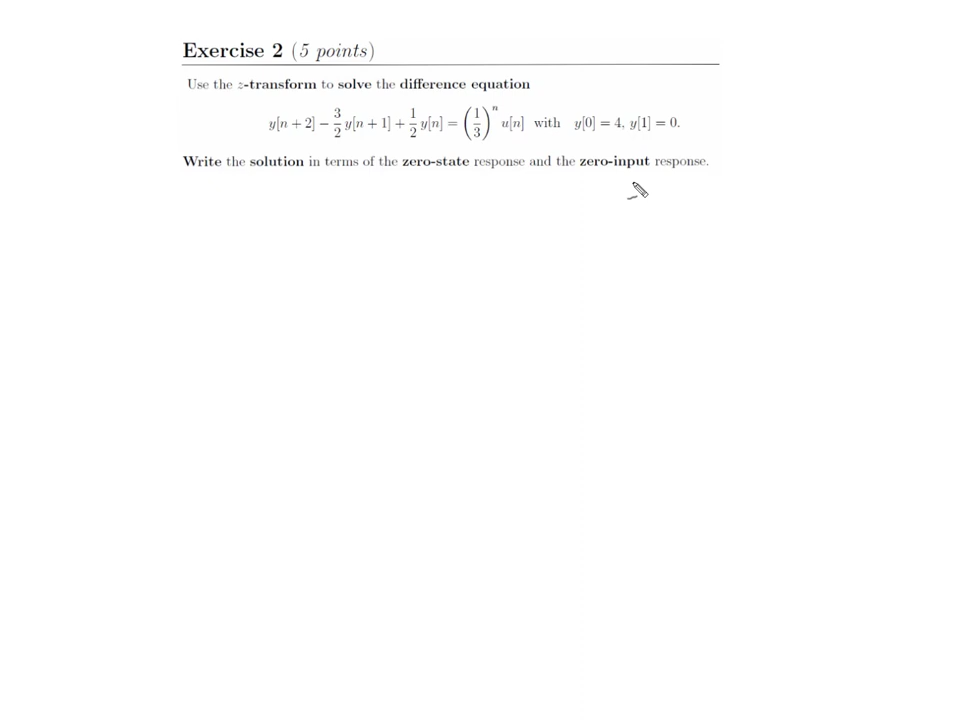 Exercise 2 (5 points)
Use the z-transform to solve the difference equation
y[n + 2] − 3/2 y[n + 1] + 1/2 y[n] = (1/3)^n u[n] with y[0] = 4, y[1] = 0.
Write the solution in terms of the zero-state response and the zero-input response.